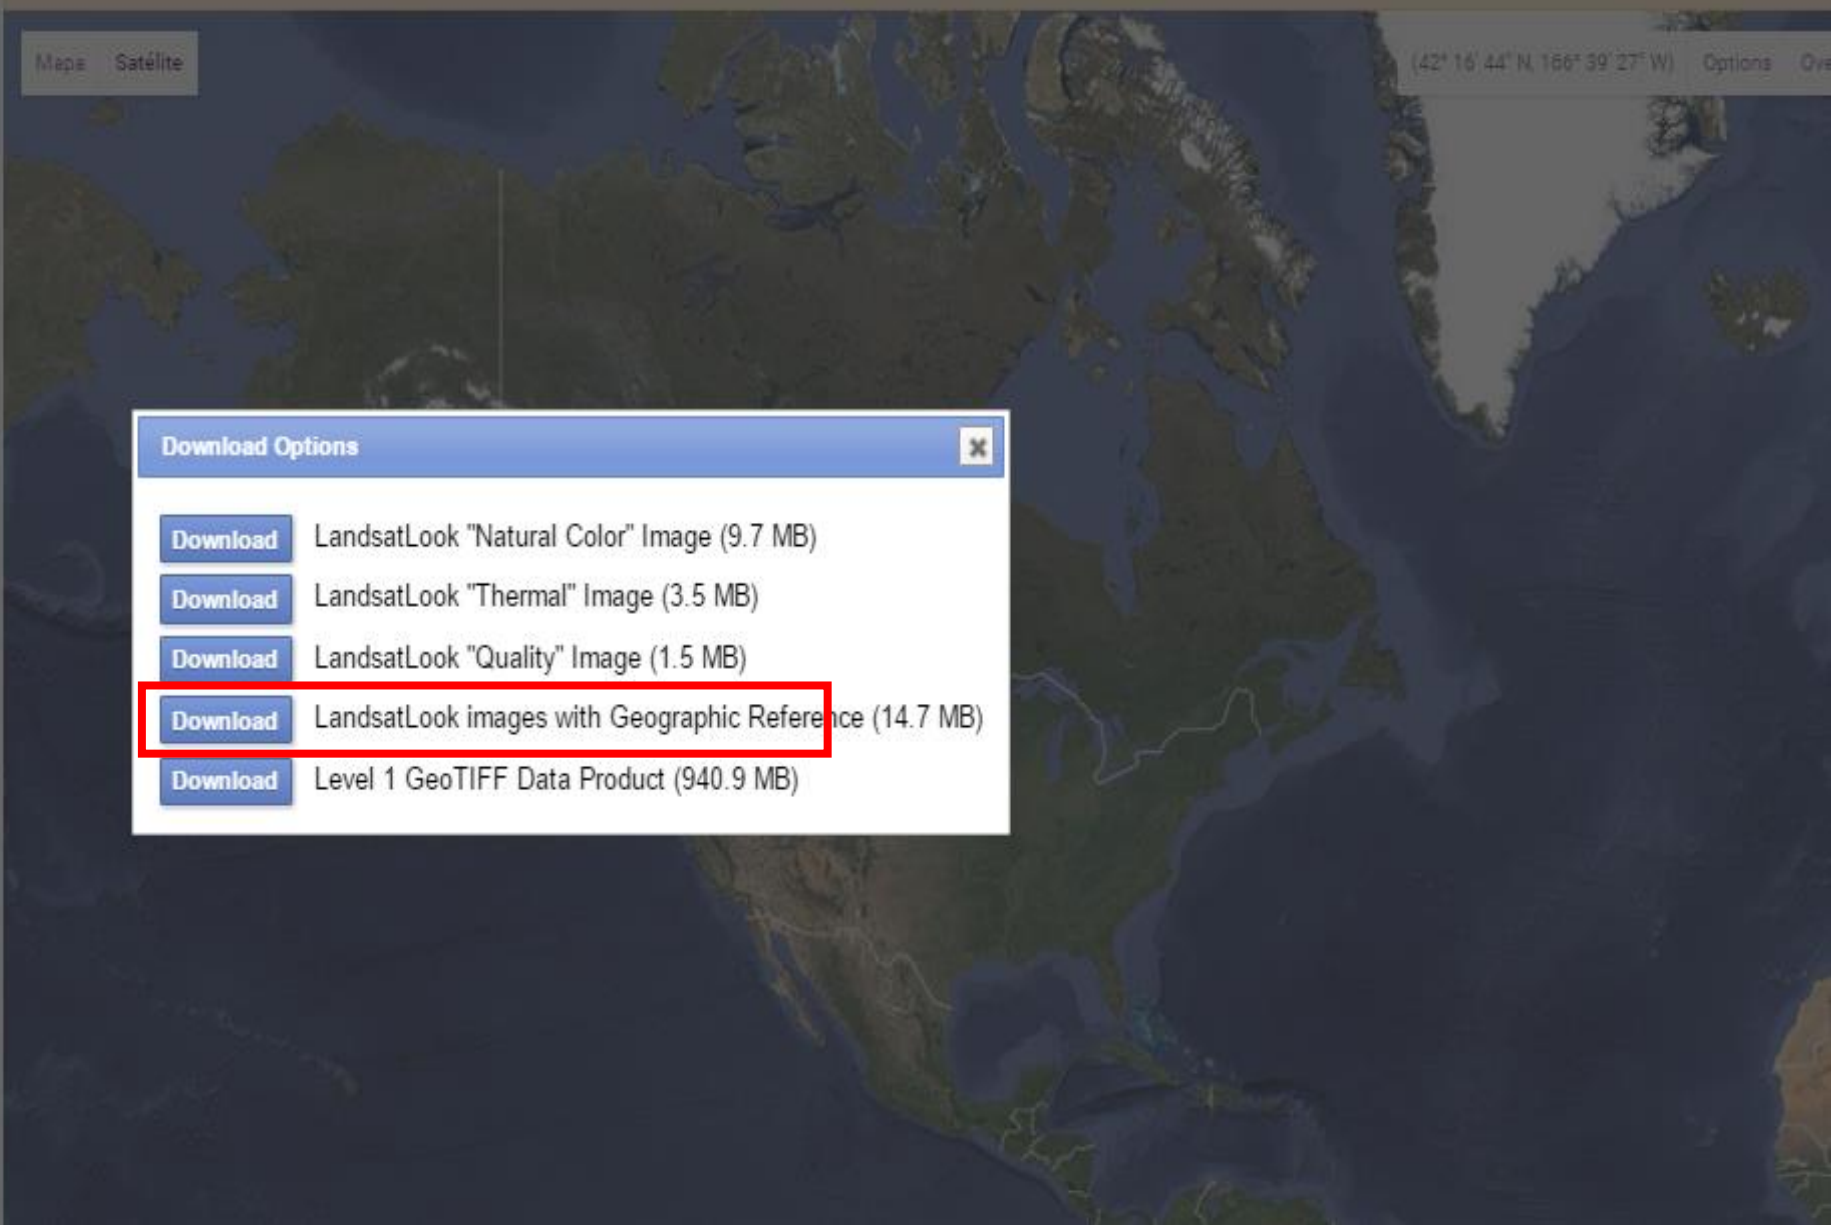 Mapa Satélite
(42° 16' 44" N, 166° 39' 27" W) Options
Download Options
Download LandsatLook "Natural Color" Image (9.7 MB)
Download LandsatLook "Thermal" Image (3.5 MB)
Download LandsatLook "Quality" Image (1.5 MB)
Download LandsatLook images with Geographic Reference (14.7 MB)
Download Level 1 GeoTIFF Data Product (940.9 MB)